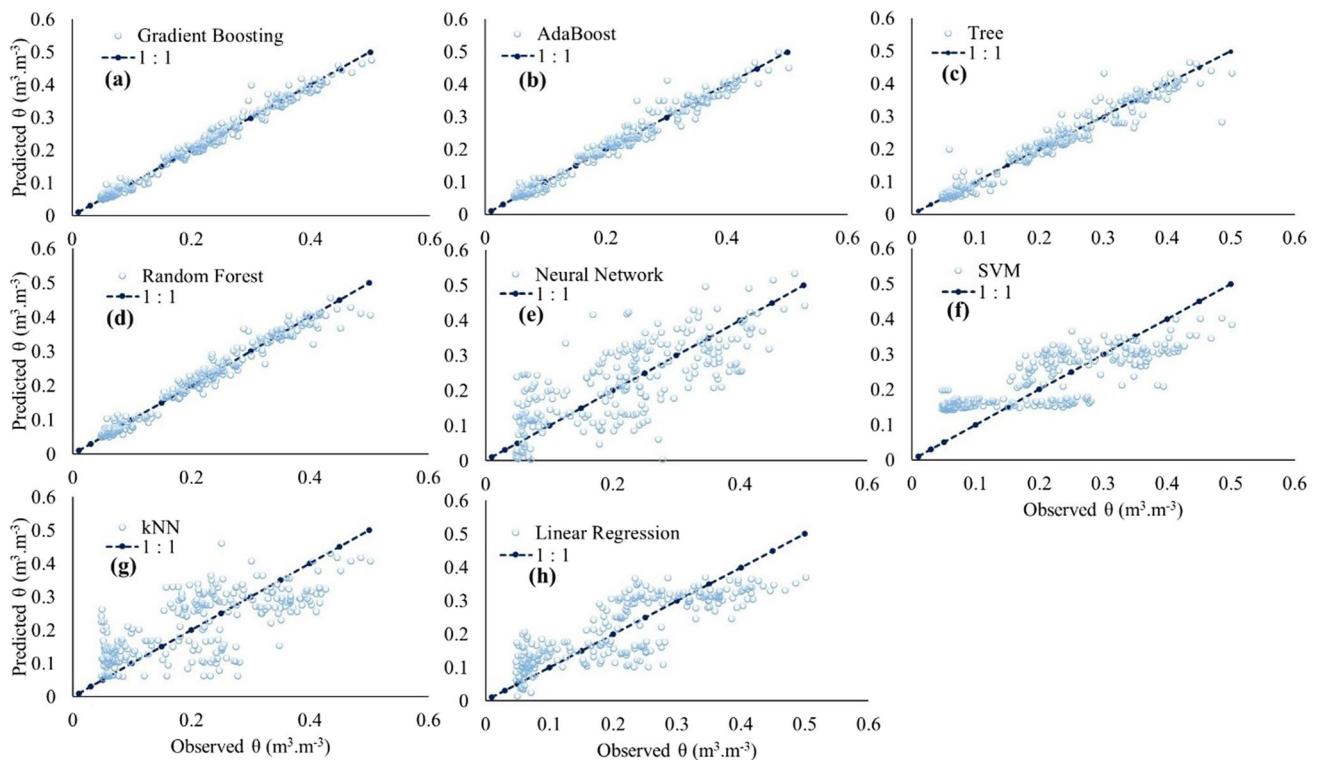 Gradient Boosting
1 : 1
(a)
Predicted θ (m³.m⁻³)
0.6
0.5
0.4
0.3
0.2
0.1
0
0 0.2 0.4 0.6
AdaBoost
1 : 1
(b)
0.6
0.5
0.4
0.3
0.2
0.1
0
0 0.2 0.4 0.6
Tree
1 : 1
(c)
0.6
0.5
0.4
0.3
0.2
0.1
0
0 0.1 0.2 0.3 0.4 0.5 0.6
Random Forest
1 : 1
(d)
Predicted θ (m³.m⁻³)
0.6
0.5
0.4
0.3
0.2
0.1
0
0 0.2 0.4 0.6
Neural Network
1 : 1
(e)
0.6
0.5
0.4
0.3
0.2
0.1
0
0 0.2 0.4 0.6
SVM
1 : 1
(f)
0.6
0.5
0.4
0.3
0.2
0.1
0
0 0.1 0.2 0.3 0.4 0.5 0.6
Observed θ (m³.m⁻³)
kNN
1 : 1
(g)
Predicted θ (m³.m⁻³)
0.6
0.5
0.4
0.3
0.2
0.1
0
0 0.2 0.4 0.6
Observed θ (m³.m⁻³)
Linear Regression
1 : 1
(h)
0.6
0.5
0.4
0.3
0.2
0.1
0
0 0.1 0.2 0.3 0.4 0.5 0.6
Observed θ (m³.m⁻³)